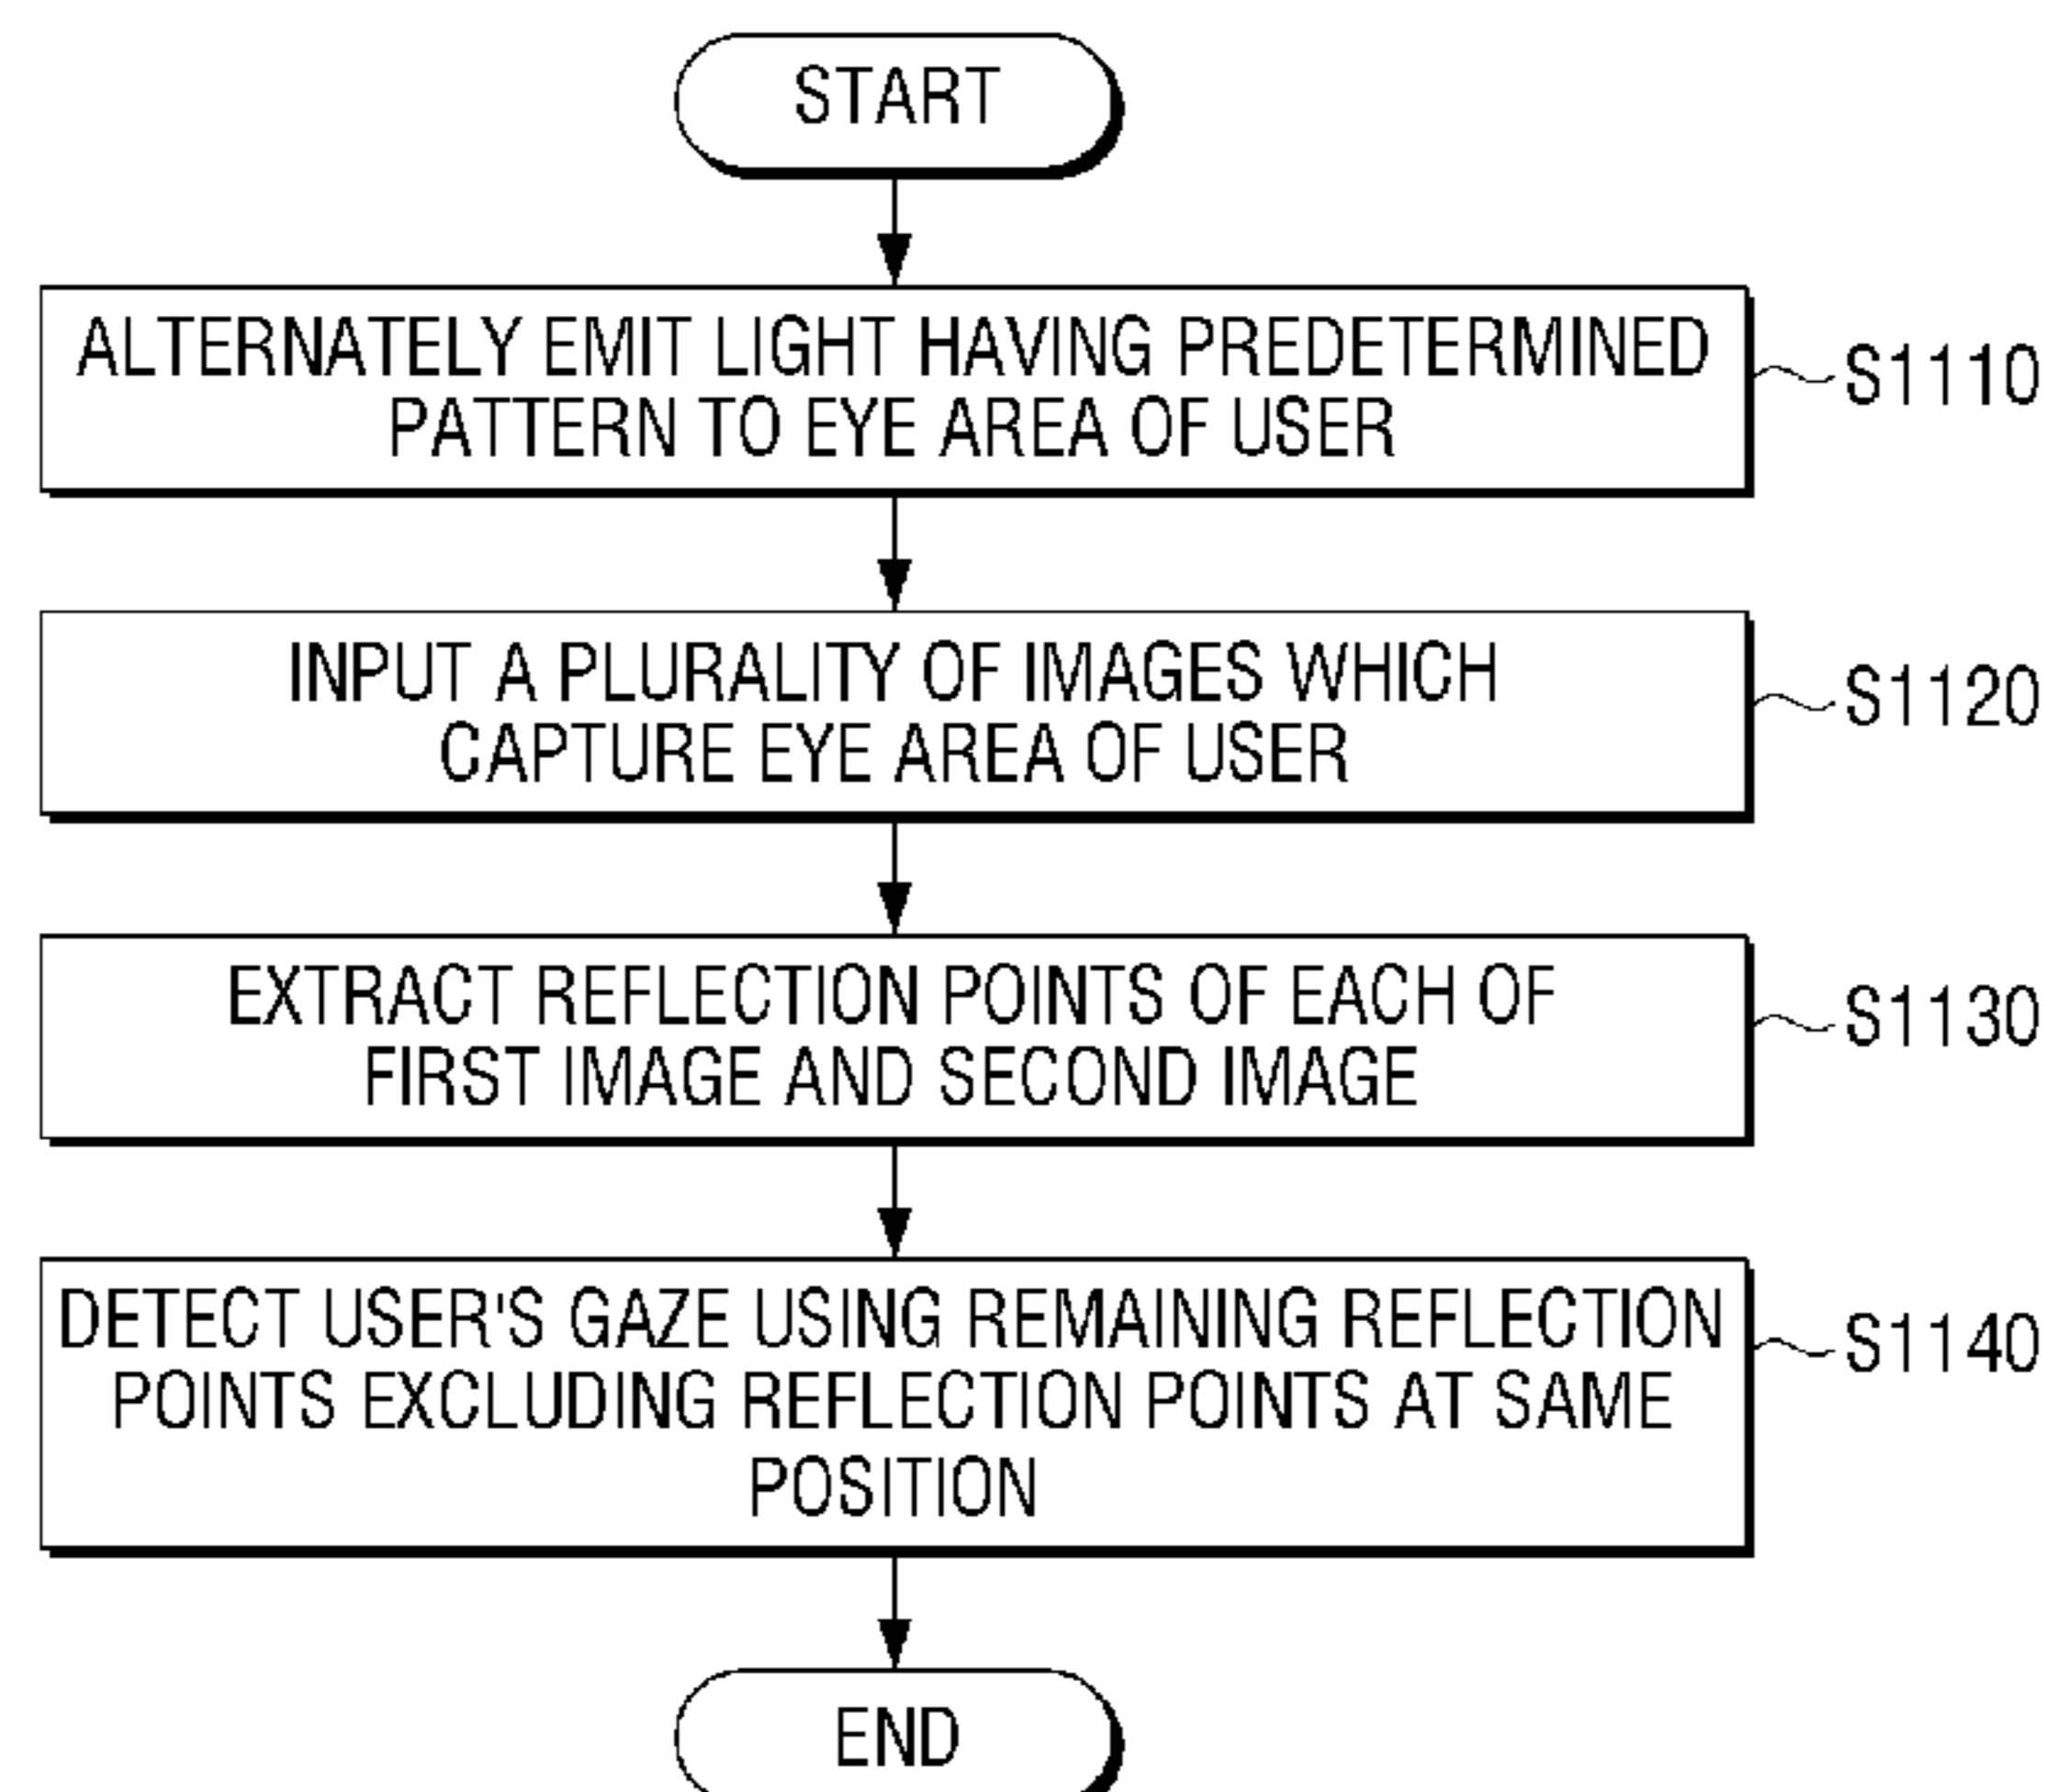 START
ALTERNATELY EMIT LIGHT HAVING PREDETERMINED
PATTERN TO EYE AREA OF USER
S1110
INPUT A PLURALITY OF IMAGES WHICH
CAPTURE EYE AREA OF USER
S1120
EXTRACT REFLECTION POINTS OF EACH OF
FIRST IMAGE AND SECOND IMAGE
S1130
DETECT USER'S GAZE USING REMAINING REFLECTION
POINTS EXCLUDING REFLECTION POINTS AT SAME
POSITION
S1140
END